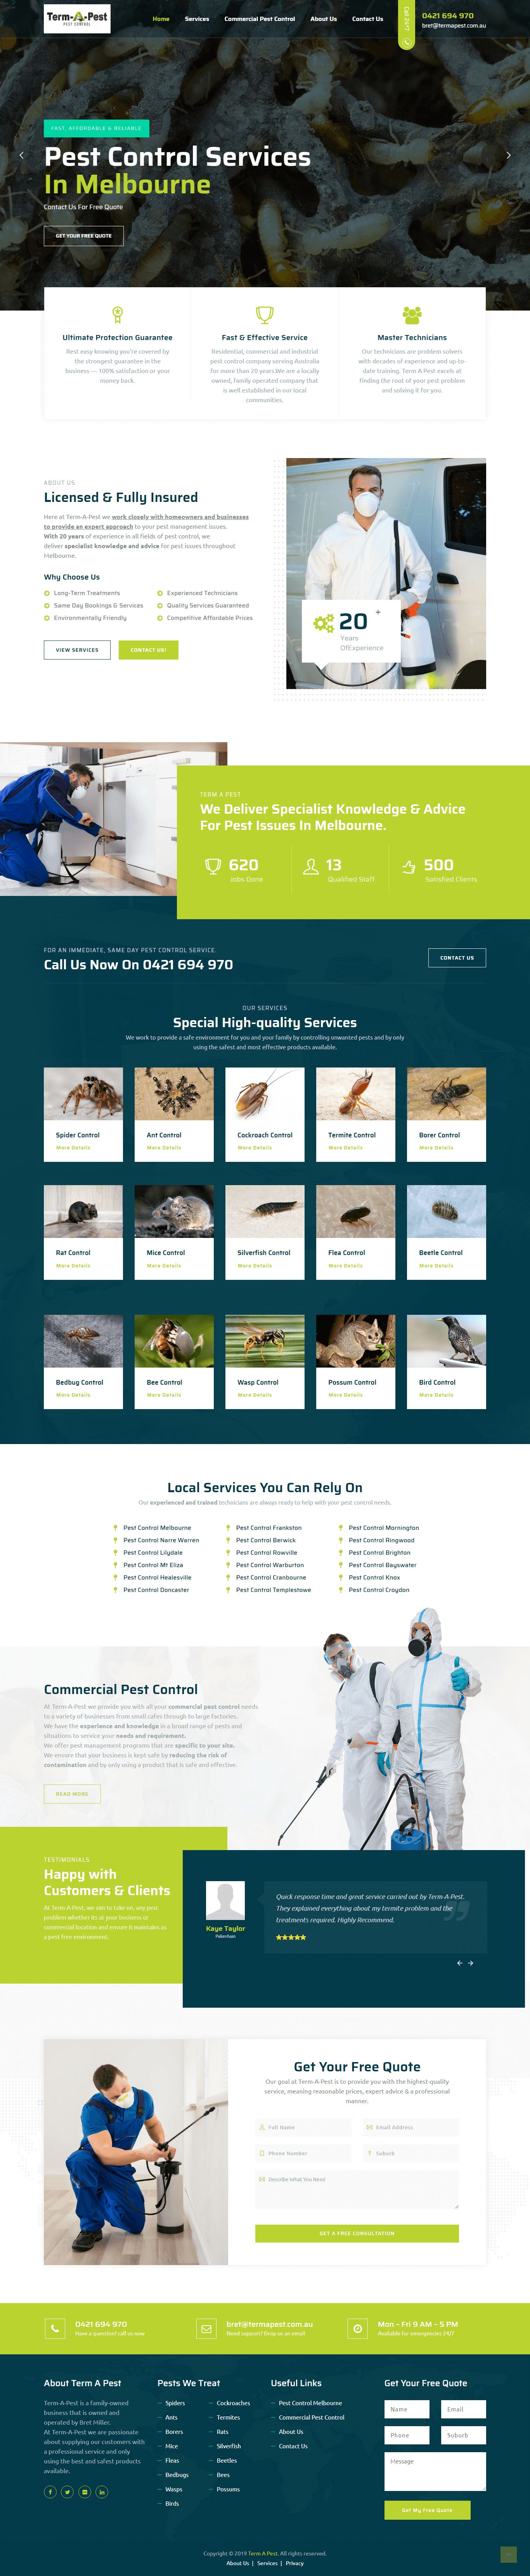 Term-A-Pest
PEST CONTROL
Home
Services
Commercial Pest Control
About Us
Contact Us
Call 24/7
0421 694 970
bret@termapest.com.au
FAST, AFFORDABLE & RELIABLE
Pest Control Services
In Melbourne
Contact Us For Free Quote
GET YOUR FREE QUOTE
Ultimate Protection Guarantee
Rest easy knowing you're covered by
the strongest guarantee in the
business — 100% satisfaction or your
money back.
Fast & Effective Service
Residential, commercial and industrial
pest control company serving Australia
for more than 20 years.We are a locally
owned, family operated company that
is well established in our local
communities.
Master Technicians
Our technicians are problem solvers
with decades of experience and up-to-
date training. Term A Pest excels at
finding the root of your pest problem
and solving it for you.
ABOUT US
Licensed & Fully Insured
Here at Term-A-Pest we work closely with homeowners and businesses
to provide an expert approach to your pest management issues.
With 20 years of experience in all fields of pest control, we
deliver specialist knowledge and advice for pest issues throughout
Melbourne.
Why Choose Us
Long-Term Treatments
Experienced Technicians
Same Day Bookings & Services
Quality Services Guaranteed
Environmentally Friendly
Competitive Affordable Prices
VIEW SERVICES
CONTACT US!
20 +
Years
OfExperience
TERM A PEST
We Deliver Specialist Knowledge & Advice
For Pest Issues In Melbourne.
620
Jobs Done
13
Qualified Staff
500
Satisfied Clients
FOR AN IMMEDIATE, SAME DAY PEST CONTROL SERVICE.
Call Us Now On 0421 694 970
CONTACT US
OUR SERVICES
Special High-quality Services
We work to provide a safe environment for you and your family by controlling unwanted pests and by only
using the safest and most effective products available.
Spider Control
More Details
Ant Control
More Details
Cockroach Control
More Details
Termite Control
More Details
Borer Control
More Details
Rat Control
More Details
Mice Control
More Details
Silverfish Control
More Details
Flea Control
More Details
Beetle Control
More Details
Bedbug Control
More Details
Bee Control
More Details
Wasp Control
More Details
Possum Control
More Details
Bird Control
More Details
Local Services You Can Rely On
Our experienced and trained technicians are always ready to help with your pest control needs.
Pest Control Melbourne
Pest Control Frankston
Pest Control Mornington
Pest Control Narre Warren
Pest Control Berwick
Pest Control Ringwood
Pest Control Lilydale
Pest Control Rowville
Pest Control Brighton
Pest Control Mt Eliza
Pest Control Warburton
Pest Control Bayswater
Pest Control Healesville
Pest Control Cranbourne
Pest Control Knox
Pest Control Doncaster
Pest Control Templestowe
Pest Control Croydon
Commercial Pest Control
At Term-A-Pest we provide you with all your commercial pest control needs
to a variety of businesses from small cafes through to large factories.
We have the experience and knowledge in a broad range of pests and
situations to service your needs and requirement.
We offer pest management programs that are specific to your site.
We ensure that your business is kept safe by reducing the risk of
contamination and by only using a product that is safe and effective.
READ MORE
TESTIMONIALS
Happy with
Customers & Clients
At Term-A-Pest, we aim to take us on, any pest
problem whether its at your business or
commercial location and ensure it maintains as
a pest free environment.
Kaye Taylor
Pakenham
Quick response time and great service carried out by Term-A-Pest.
They explained everything about my termite problem and the
treatments required. Highly Recommend.
Get Your Free Quote
Our goal at Term-A-Pest is to provide you with the highest-quality
service, meaning reasonable prices, expert advice & a professional
manner.
Full Name
Email Address
Phone Number
Suburb
Describe What You Need
GET A FREE CONSULTATION
0421 694 970
Have a question? call us now
bret@termapest.com.au
Need support? Drop us an email
Mon – Fri 9 AM – 5 PM
Available for emergencies 24/7
About Term A Pest
Term-A-Pest is a family-owned
business that is owned and
operated by Bret Miller.
At Term-A-Pest we are passionate
about supplying our customers with
a professional service and only
using the best and safest products
available.
Pests We Treat
Spiders
Cockroaches
Ants
Termites
Borers
Rats
Mice
Silverfish
Fleas
Beetles
Bedbugs
Bees
Wasps
Possums
Birds
Useful Links
Pest Control Melbourne
Commercial Pest Control
About Us
Contact Us
Get Your Free Quote
Name
Email
Phone
Suburb
Message
Get My Free Quote
Copyright © 2019 Term A Pest. All rights reserved.
About Us | Services | Privacy